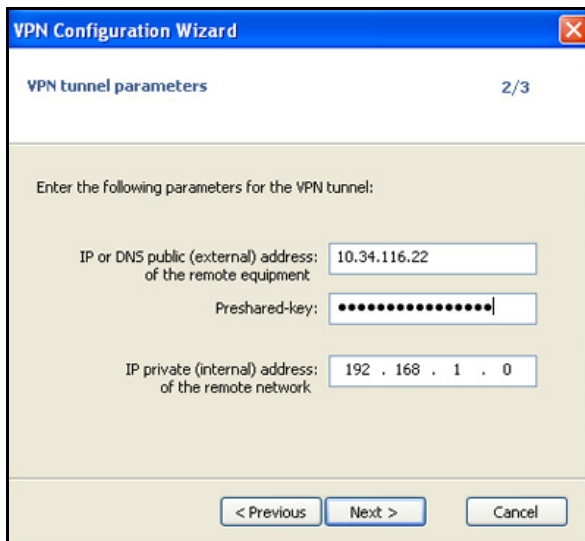 VPN Configuration Wizard
VPN tunnel parameters 2/3
Enter the following parameters for the VPN tunnel:
IP or DNS public (external) address: 10.34.116.22
of the remote equipment
Preshared-key: ●●●●●●●●●●●●●●●●
IP private (internal) address: 192 . 168 . 1 . 0
of the remote network
< Previous Next > Cancel